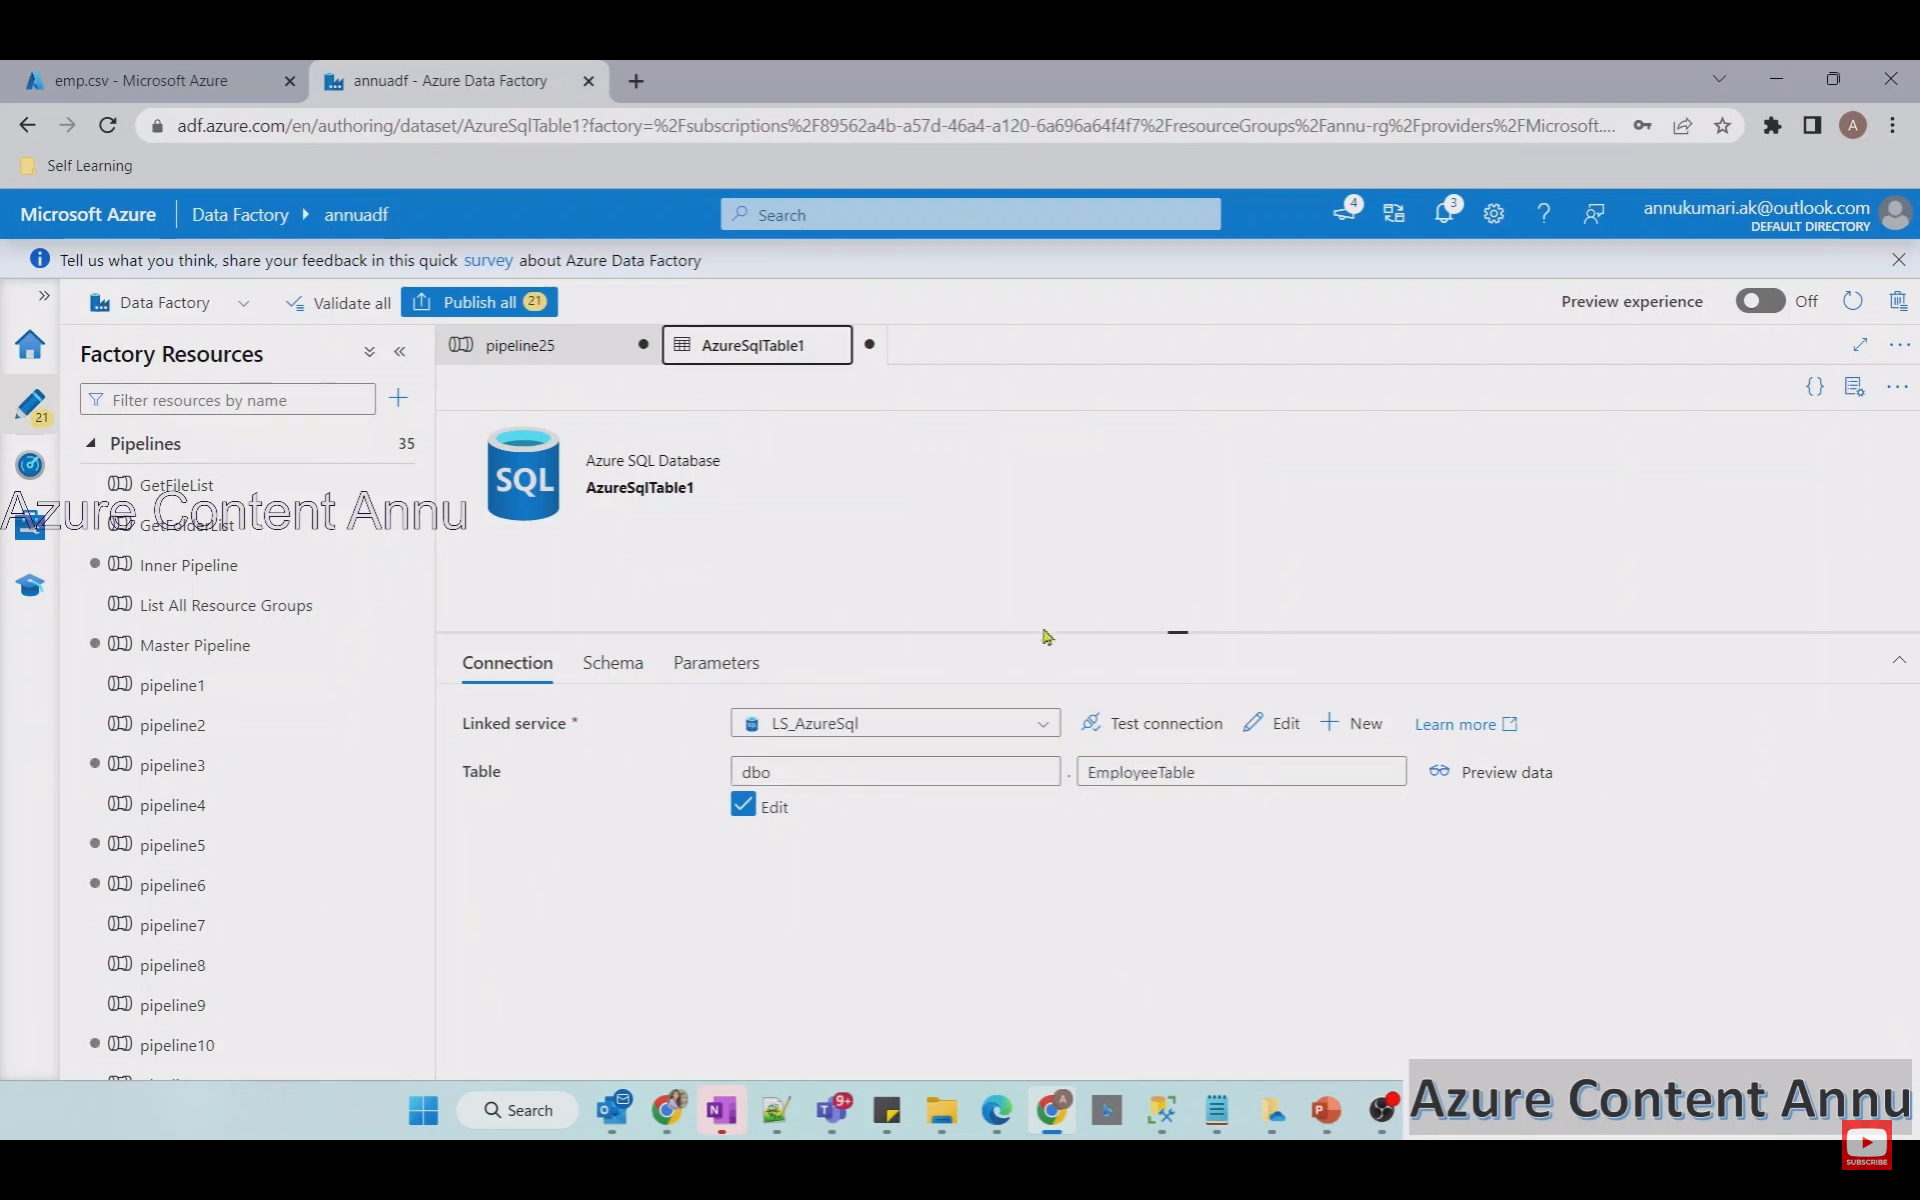 emp.csv - Microsoft Azure
annuadf - Azure Data Factory
adf.azure.com/en/authoring/dataset/AzureSqlTable1?factory=%2Fsubscriptions%2F89562a4b-a57d-46a4-a120-6a696a64f4f7%2FresourceGroups%2Fannu-rg%2Fproviders%2FMicrosoft....
A
Self Learning
Microsoft Azure
Data Factory
annuadf
Search
4
3
annukumari.ak@outlook.com
DEFAULT DIRECTORY
Tell us what you think, share your feedback in this quick survey about Azure Data Factory
Data Factory
Validate all
Publish all 21
Preview experience
Off
Factory Resources
pipeline25
AzureSqlTable1
21
Filter resources by name
Pipelines 35
SQL
Azure SQL Database
AzureSqlTable1
GetFileList
Azure Content Annu
GetFolderList
Inner Pipeline
List All Resource Groups
Master Pipeline
pipeline1
pipeline2
pipeline3
pipeline4
pipeline5
pipeline6
pipeline7
pipeline8
pipeline9
pipeline10
Connection Schema Parameters
Linked service *
LS_AzureSql
Test connection
Edit
New
Learn more
Table
dbo
.
EmployeeTable
Preview data
Edit
Search
9+
A
Azure Content Annu
SUBSCRIBE